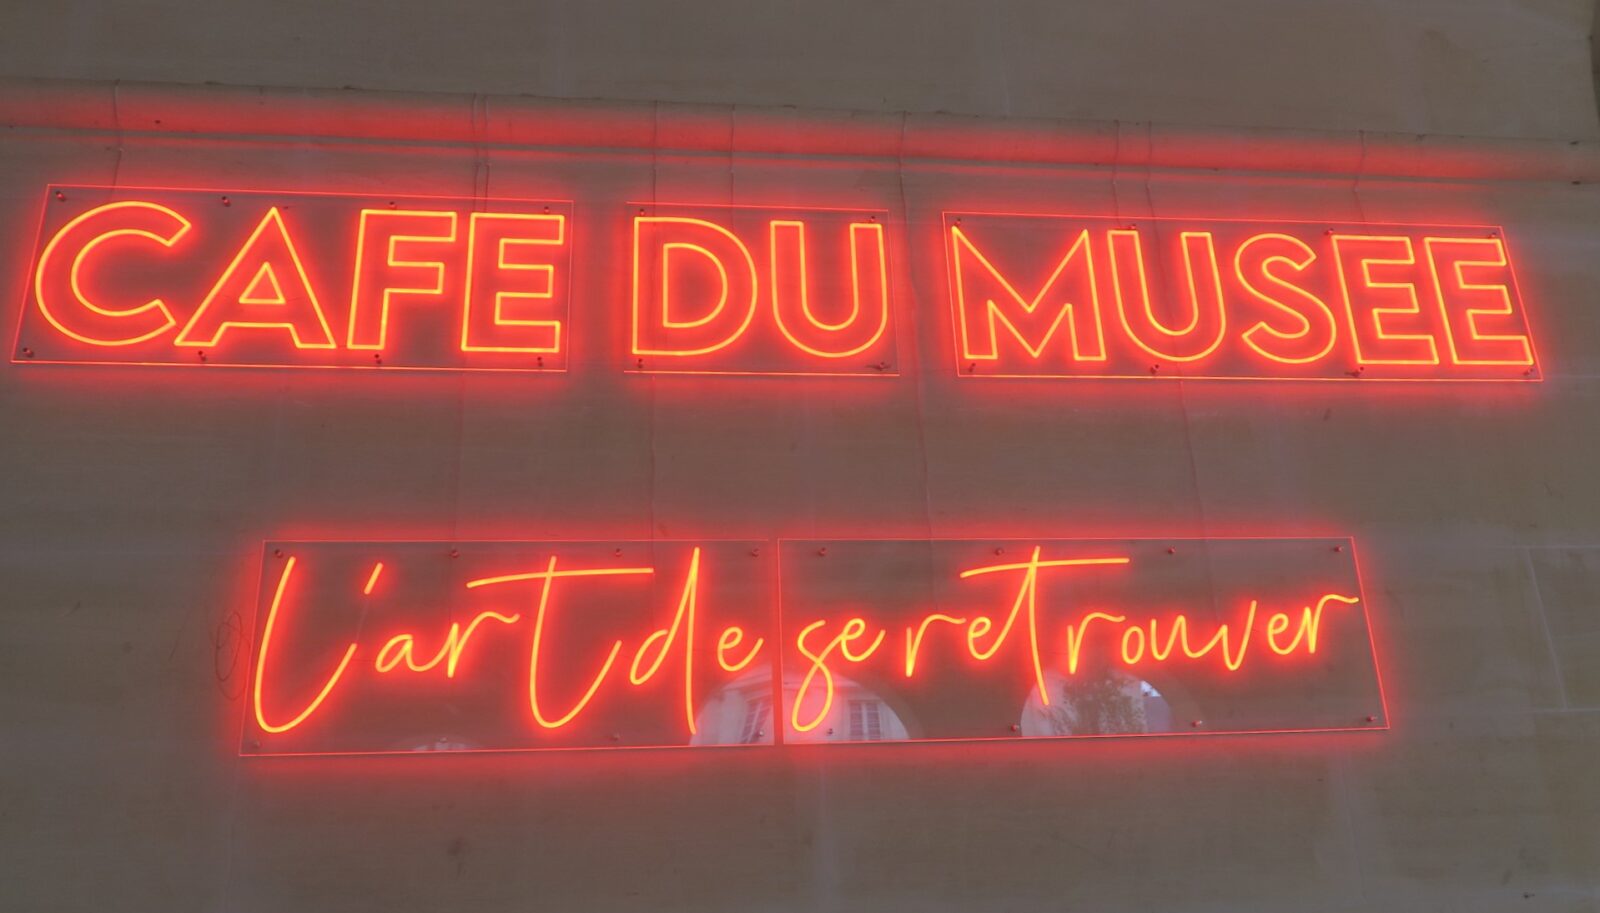 CAFE DU MUSEE
L'art de se retrouver